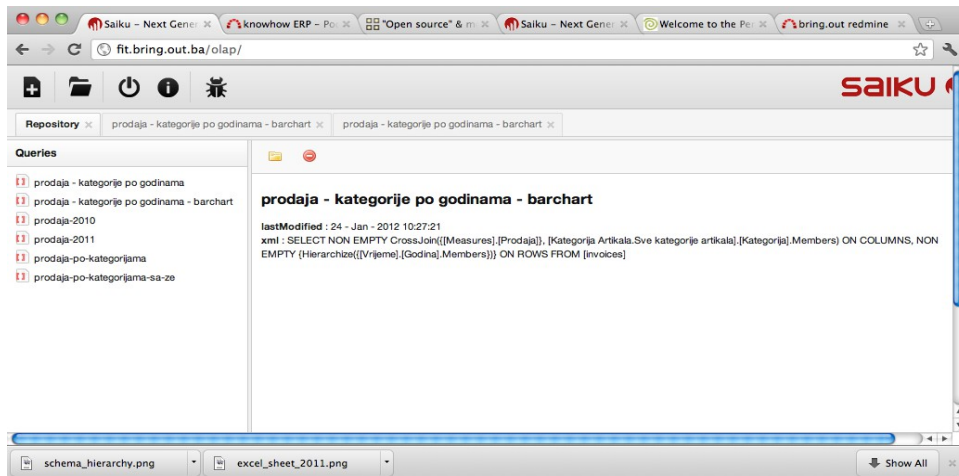 Saiku – Next Gener
knowhow ERP – Po
"Open source" & m
Saiku – Next Gener
Welcome to the Per
bring.out redmine
fit.bring.out.ba/olap/
saiku
Repository
prodaja - kategorije po godinama - barchart
prodaja - kategorije po godinama - barchart
Queries
prodaja - kategorije po godinama
prodaja - kategorije po godinama - barchart
prodaja-2010
prodaja-2011
prodaja-po-kategorijama
prodaja-po-kategorijama-sa-ze
prodaja - kategorije po godinama - barchart
lastModified : 24 - Jan - 2012 10:27:21
xml : SELECT NON EMPTY CrossJoin({[Measures].[Prodaja]}, [Kategorija Artikala.Sve kategorije artikala].[Kategorija].Members) ON COLUMNS, NON
EMPTY {Hierarchize({[Vrijeme].[Godina].Members})} ON ROWS FROM [invoices]
schema_hierarchy.png
excel_sheet_2011.png
Show All